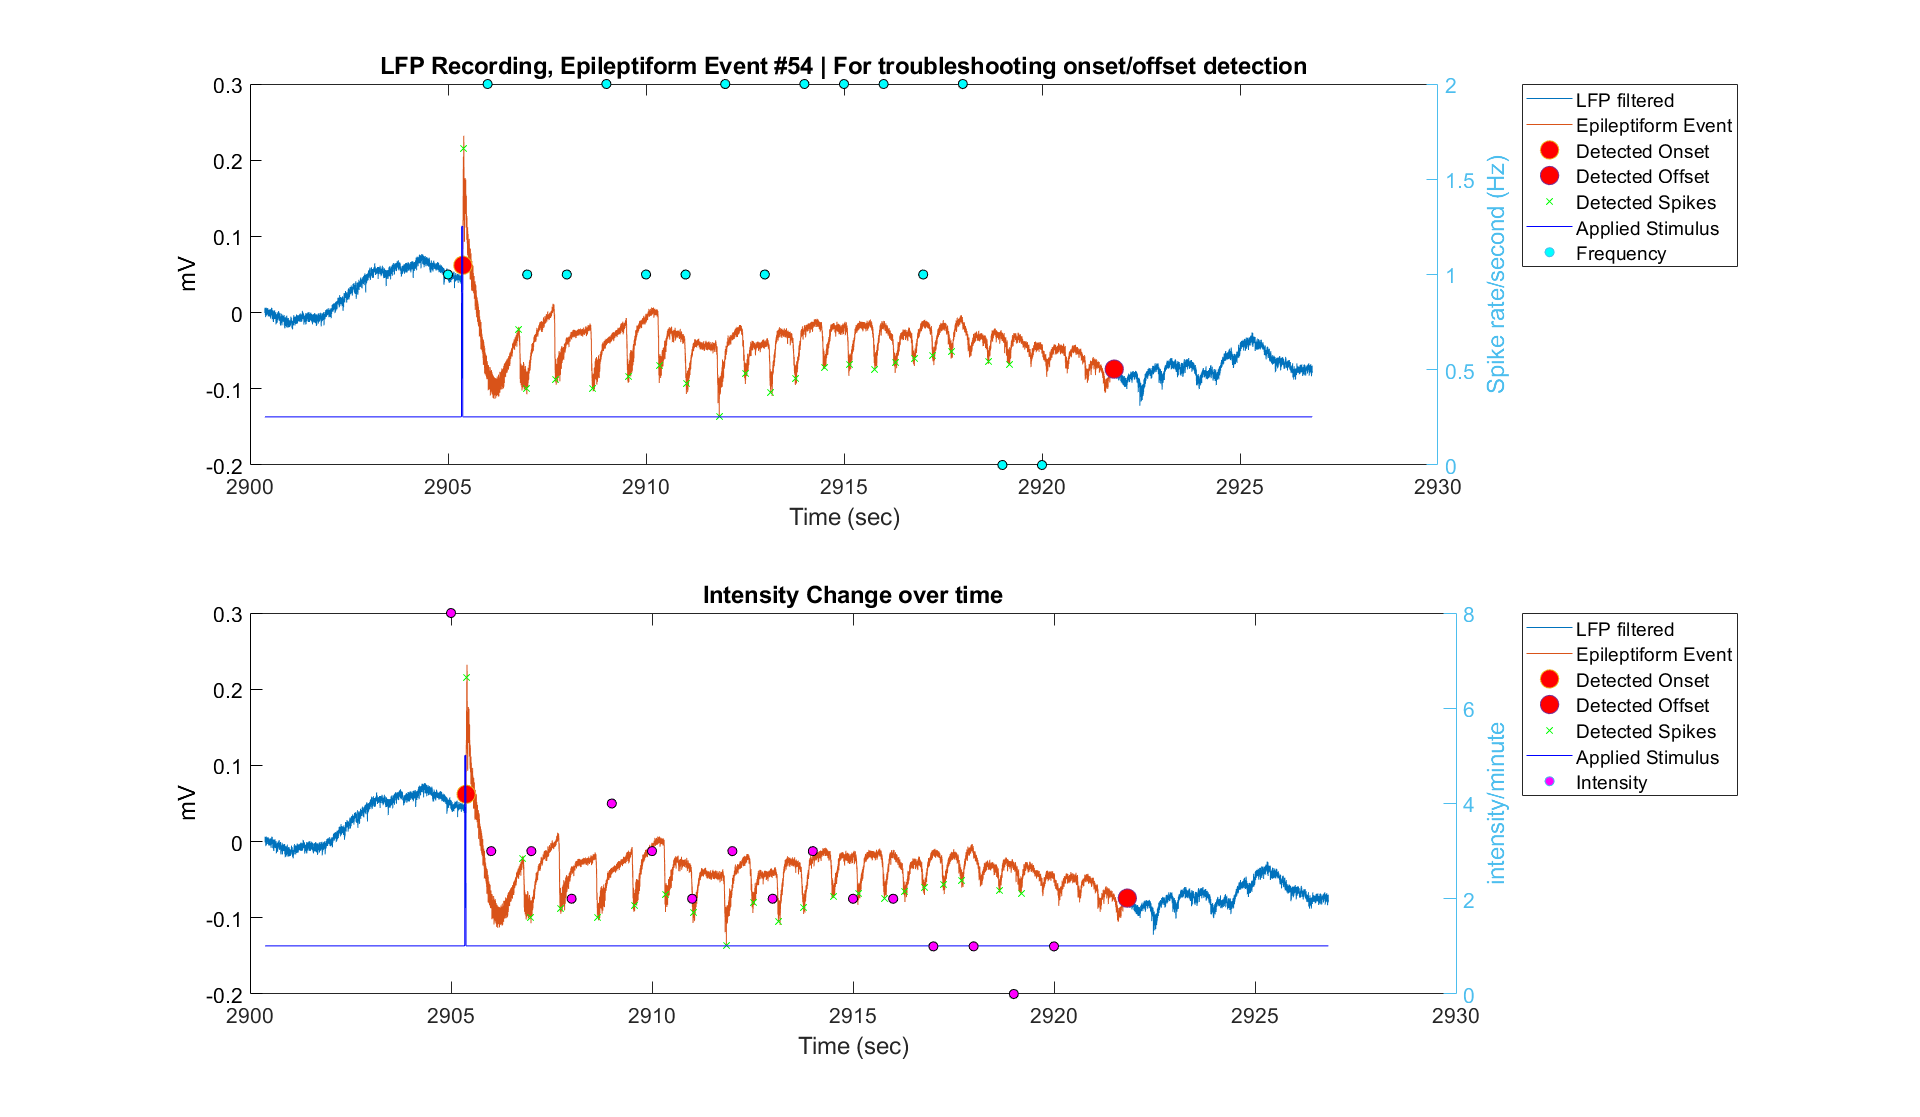 LFP Recording, Epileptiform Event #54 | For troubleshooting onset/offset detection
0.3
0.2
0.1
0
-0.1
-0.2
mV
2900
2905
2910
2915
2920
2925
2930
Time (sec)
2
1.5
1
0.5
0
Spike rate/second (Hz)
LFP filtered
Epileptiform Event
Detected Onset
Detected Offset
Detected Spikes
Applied Stimulus
Frequency
Intensity Change over time
0.3
0.2
0.1
0
-0.1
-0.2
mV
2900
2905
2910
2915
2920
2925
2930
Time (sec)
8
6
4
2
0
intensity/minute
LFP filtered
Epileptiform Event
Detected Onset
Detected Offset
Detected Spikes
Applied Stimulus
Intensity